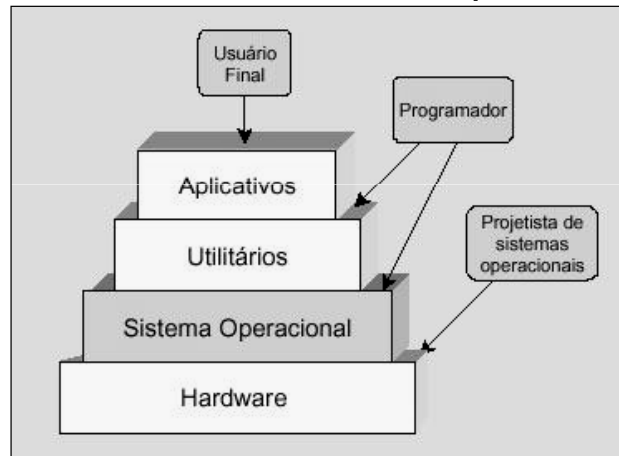 Usuário
Final
Programador
Aplicativos
Projetista de
sistemas
operacionais
Utilitários
Sistema Operacional
Hardware